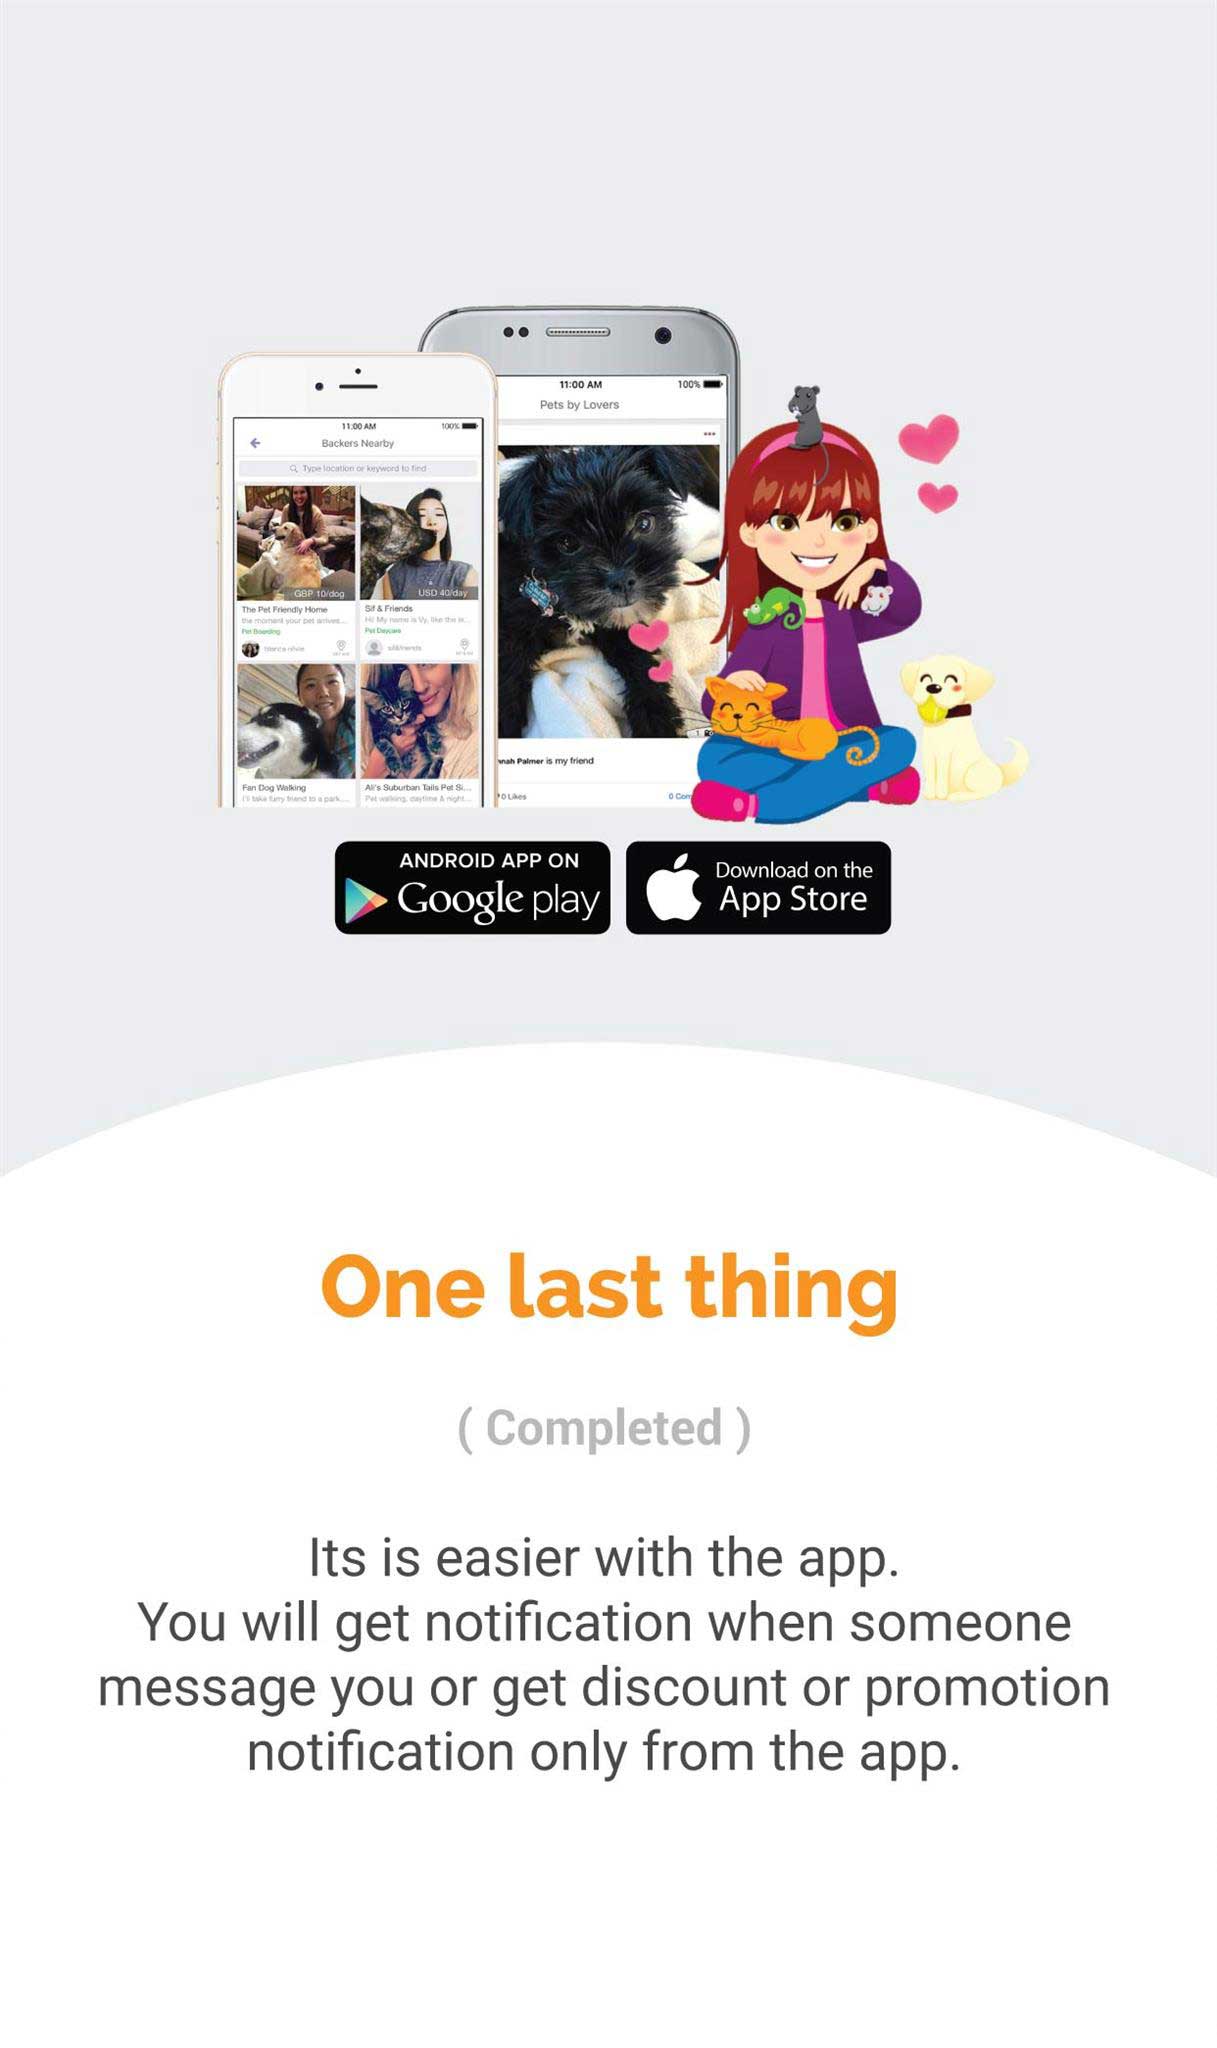 11:00 AM 100%
Pets by Lovers
11:00 AM 100%
Backers Nearby
Type location or keyword to find
GBP 10/dog
USD 40/day
The Pet Friendly Home
the moment your pet arrives...
Pet Boarding
bianca olivie
Sif & Friends
Hi! My name is Vy, like the le...
Pet Daycare
sif&friends
Fan Dog Walking
I'll take furry friend to a park,...
Ali's Suburban Tails Pet Si...
Pet walking, daytime & night...
1
nah Palmer is my friend
0 Likes
0 Com
ANDROID APP ON
Google play
Download on the
App Store
One last thing
( Completed )
Its is easier with the app.
You will get notification when someone
message you or get discount or promotion
notification only from the app.